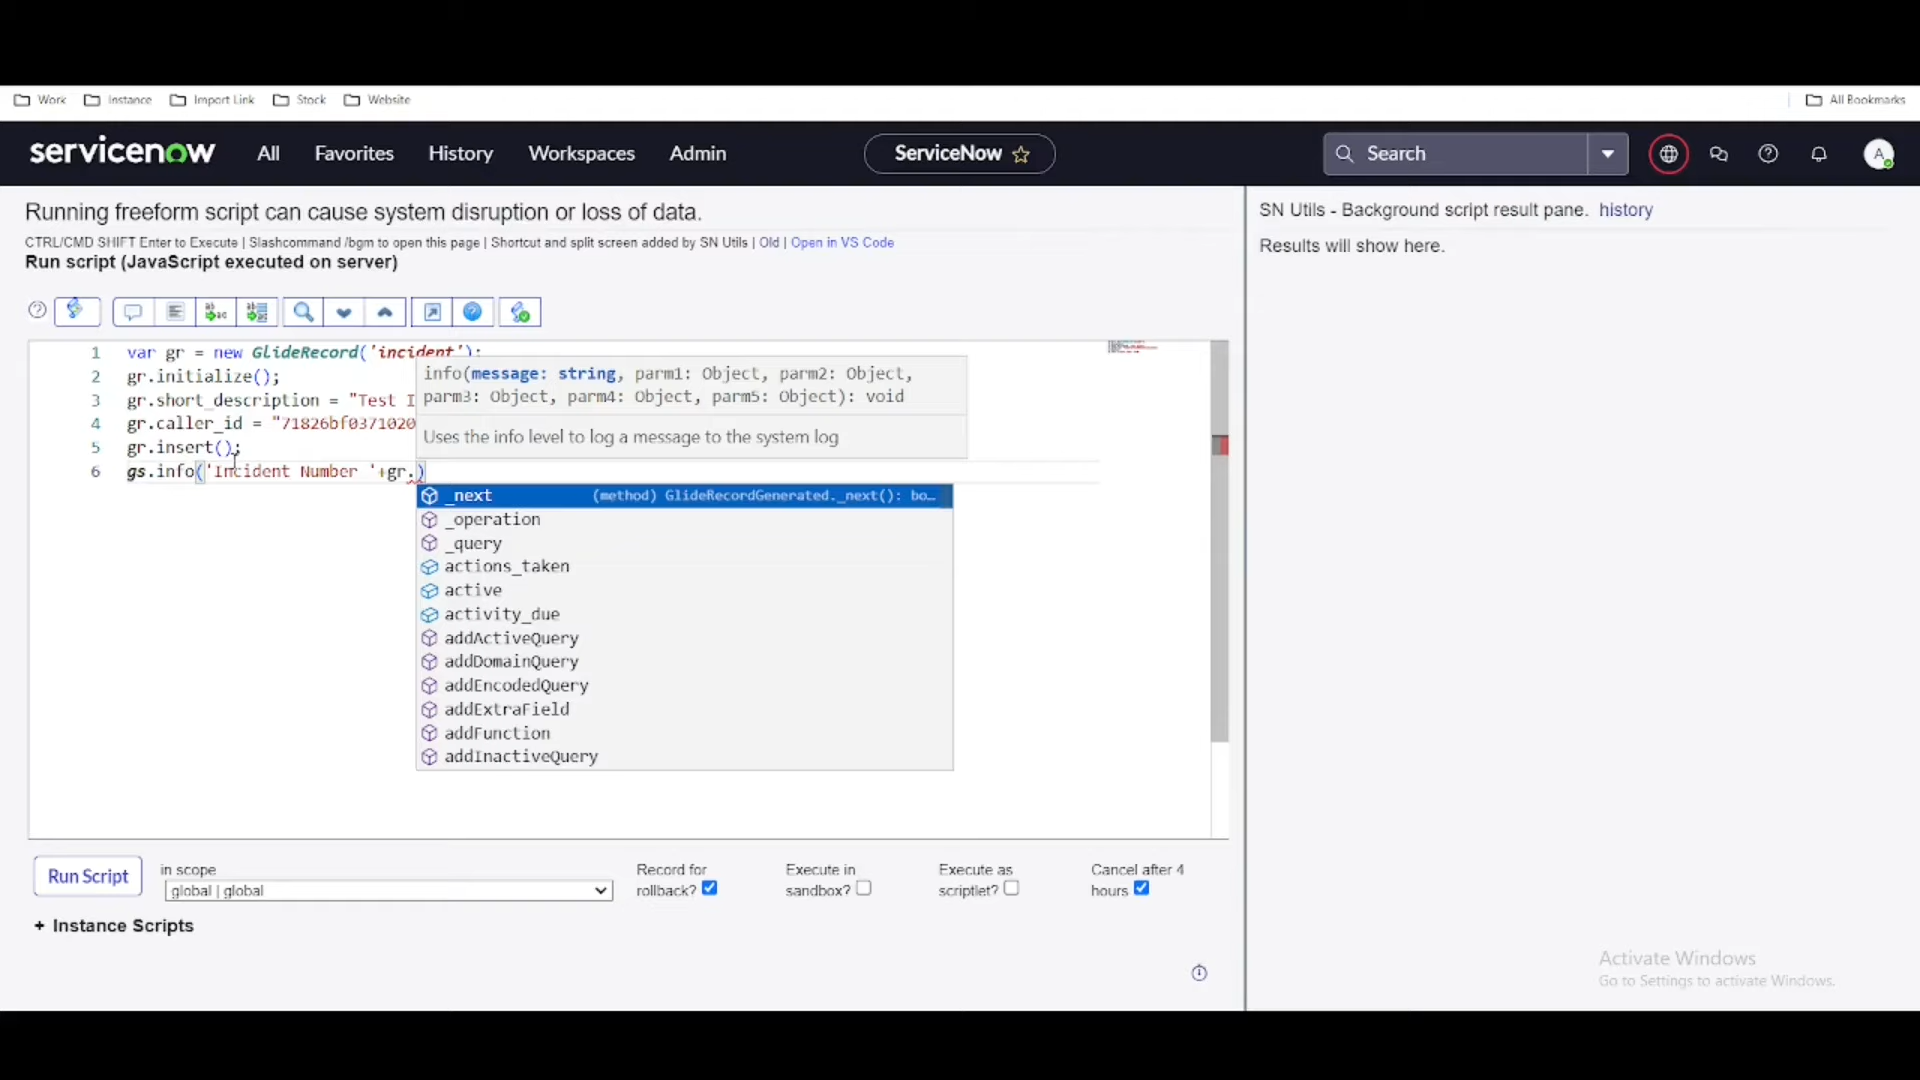 Work Instance Import Link Stock Website All Bookmarks
servicenow All Favorites History Workspaces Admin ServiceNow Search A
Running freeform script can cause system disruption or loss of data.
CTRL/CMD SHIFT Enter to Execute | Slashcommand /bgm to open this page | Shortcut and split screen added by SN Utils | Old | Open in VS Code
Run script (JavaScript executed on server)
1 var gr = new GlideRecord('incident');
2 gr.initialize();
3 gr.short_description = "Test I
4 gr.caller_id = "71826bf0371020
5 gr.insert();
6 gs.info('Incident Number '+gr.)
info(message: string, parm1: Object, parm2: Object,
parm3: Object, parm4: Object, parm5: Object): void
Uses the info level to log a message to the system log
_next (method) GlideRecordGenerated._next(): bo…
_operation
_query
actions_taken
active
activity_due
addActiveQuery
addDomainQuery
addEncodedQuery
addExtraField
addFunction
addInactiveQuery
Run Script
in scope
global | global
Record for
rollback?
Execute in
sandbox?
Execute as
scriptlet?
Cancel after 4
hours
+ Instance Scripts
SN Utils - Background script result pane. history
Results will show here.
Activate Windows
Go to Settings to activate Windows.